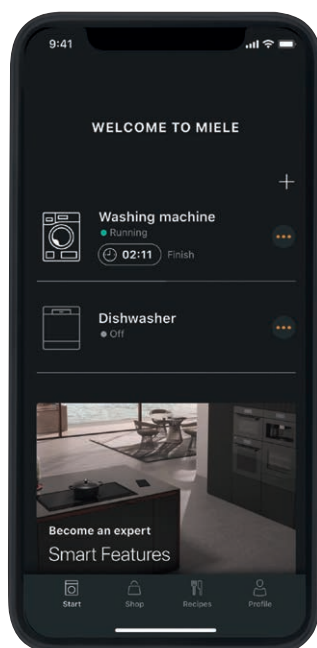 9:41
WELCOME TO MIELE
Washing machine
Running
02:11 Finish
Dishwasher
Off
Become an expert
Smart Features
Start Shop Recipes Profile